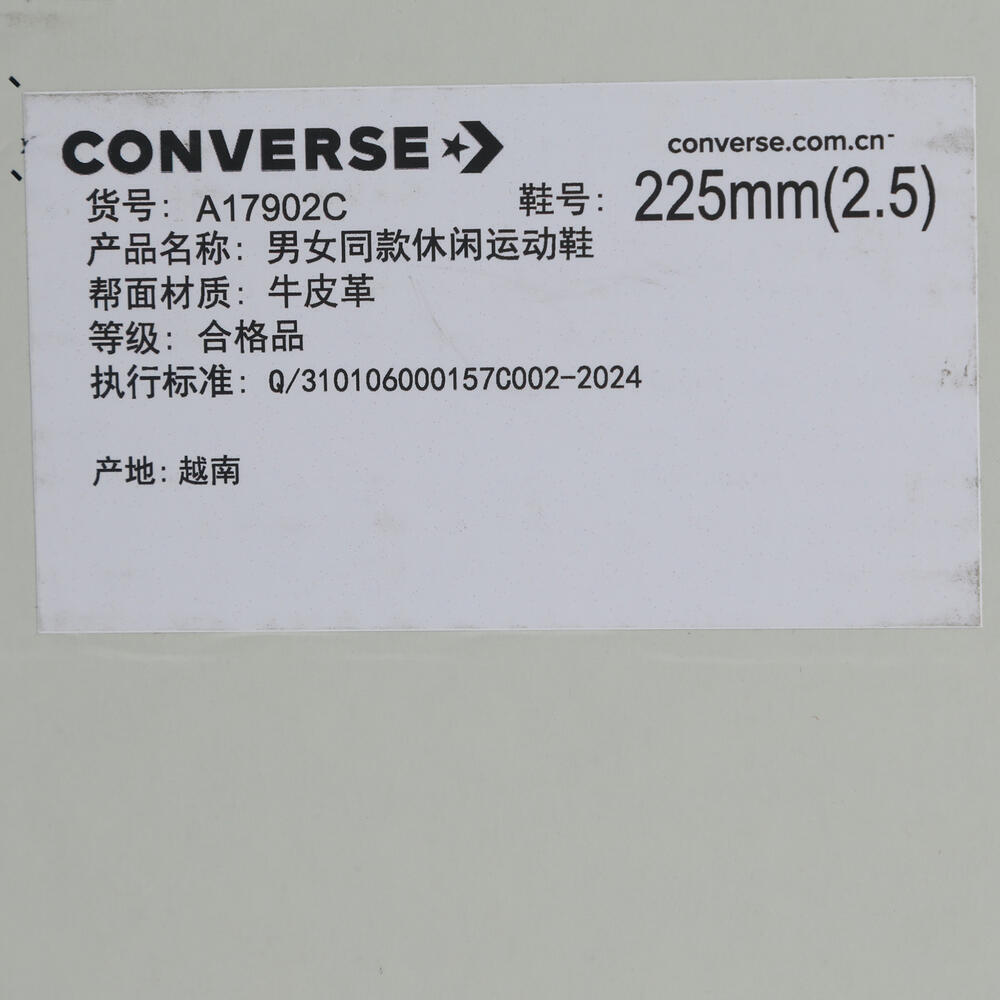 CONVERSE
converse.com.cn
货号: A17902C
鞋号: 225mm(2.5)
产品名称: 男女同款休闲运动鞋
帮面材质: 牛皮革
等级: 合格品
执行标准: Q/310106000157C002-2024
产地: 越南